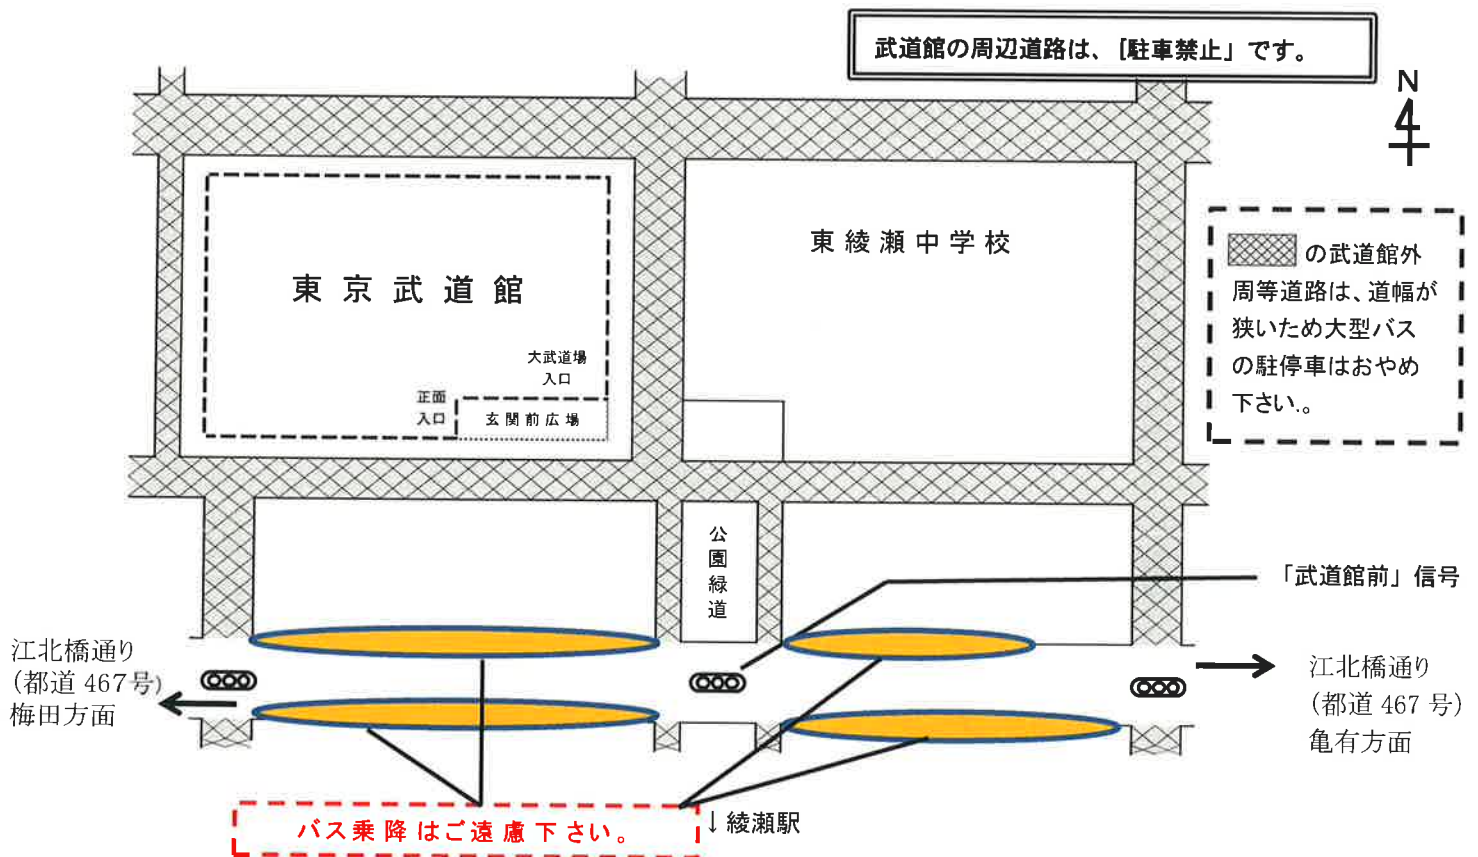 武道館の周辺道路は、[駐車禁止」です。
N
東京武道館
東綾瀬中学校
の武道館外
周等道路は、道幅が
狭いため大型バス
の駐停車はおやめ
下さい.。
大武道場
入口
正面
入口
玄関前広場
公園緑道
「武道館前」信号
江北橋通り
(都道467号)
梅田方面
江北橋通り
(都道467号)
亀有方面
バス乗降はご遠慮下さい。
↓綾瀬駅